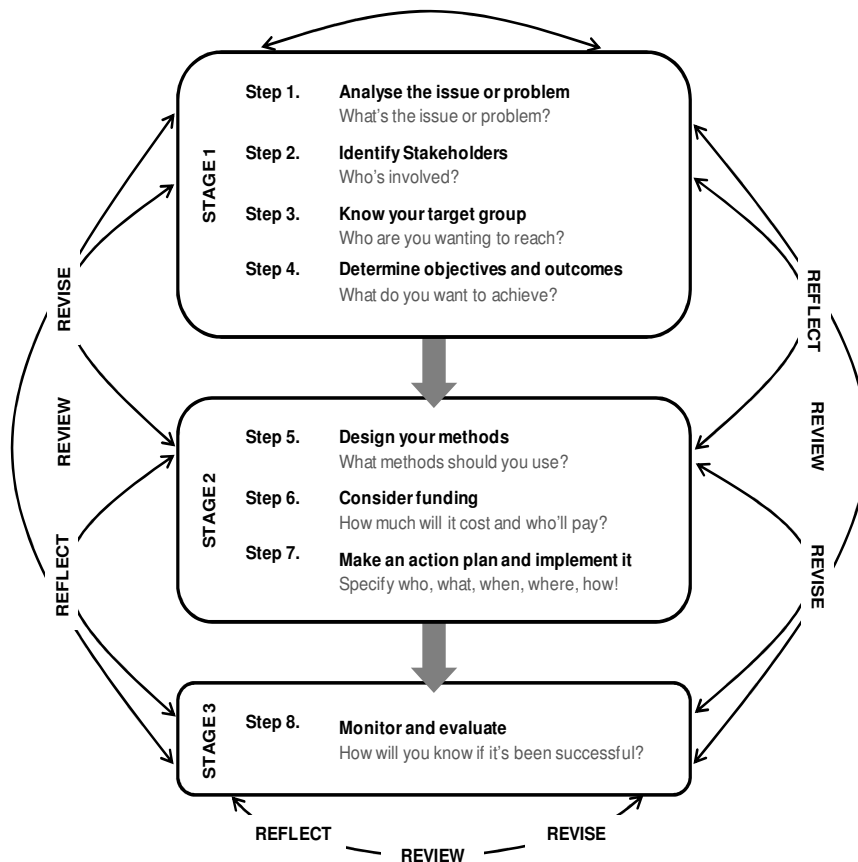 STAGE 1
Step 1. Analyse the issue or problem
What's the issue or problem?
Step 2. Identify Stakeholders
Who's involved?
Step 3. Know your target group
Who are you wanting to reach?
Step 4. Determine objectives and outcomes
What do you want to achieve?
REVISE
REVIEW
REFLECT
REFLECT
REVIEW
REVISE
STAGE 2
Step 5. Design your methods
What methods should you use?
Step 6. Consider funding
How much will it cost and who'll pay?
Step 7. Make an action plan and implement it
Specify who, what, when, where, how!
STAGE 3
Step 8. Monitor and evaluate
How will you know if it's been successful?
REFLECT
REVIEW
REVISE